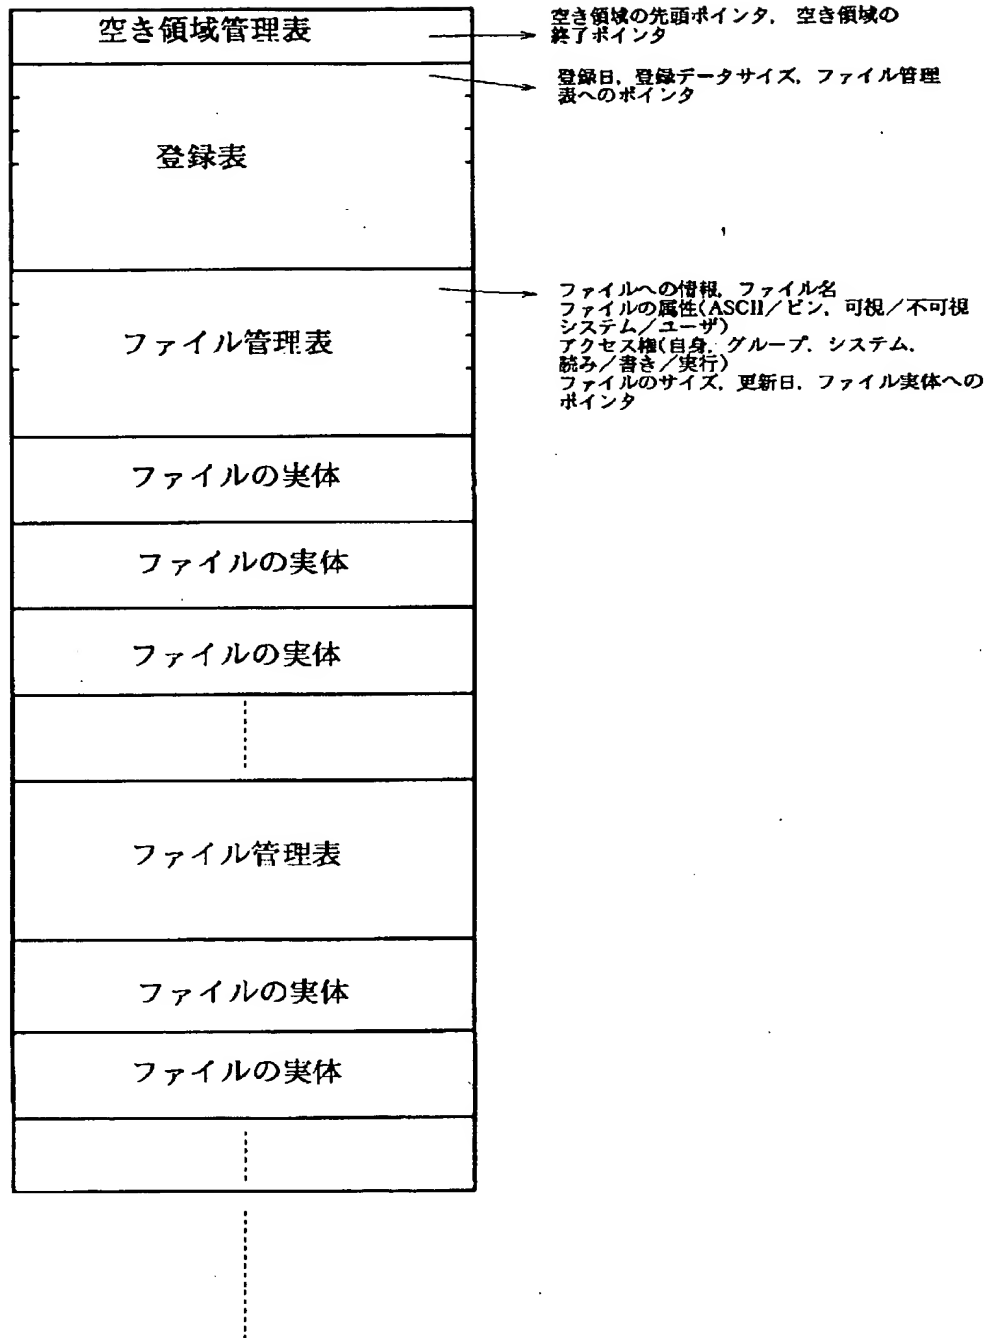 空き領域管理表
空き領域の先頭ポインタ，空き領域の
終了ポインタ
登録日，登録データサイズ，ファイル管理
表へのポインタ
登録表
ファイルへの情報，ファイル名
ファイルの属性(ASCII／ビン，可視／不可視
システム／ユーザ)
アクセス権(自身，グループ，システム，
読み／書き／実行)
ファイルのサイズ，更新日，ファイル実体への
ポインタ
ファイル管理表
ファイルの実体
ファイルの実体
ファイルの実体
ファイル管理表
ファイルの実体
ファイルの実体